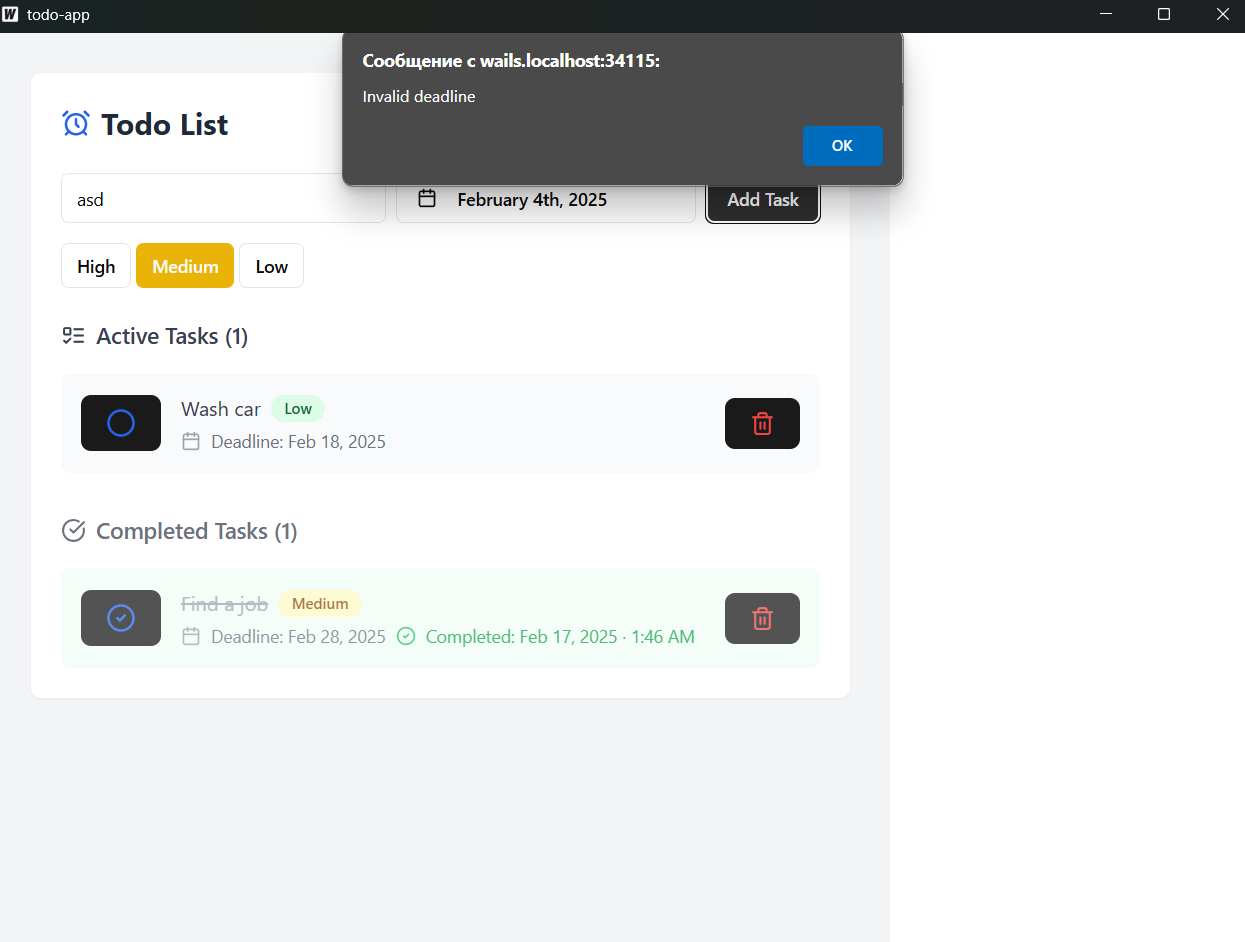 todo-app
Сообщение с wails.localhost:34115:
Invalid deadline
OK
Todo List
asd
February 4th, 2025
Add Task
High
Medium
Low
Active Tasks (1)
Wash car
Low
Deadline: Feb 18, 2025
Completed Tasks (1)
Find a job
Medium
Deadline: Feb 28, 2025
Completed: Feb 17, 2025 · 1:46 AM